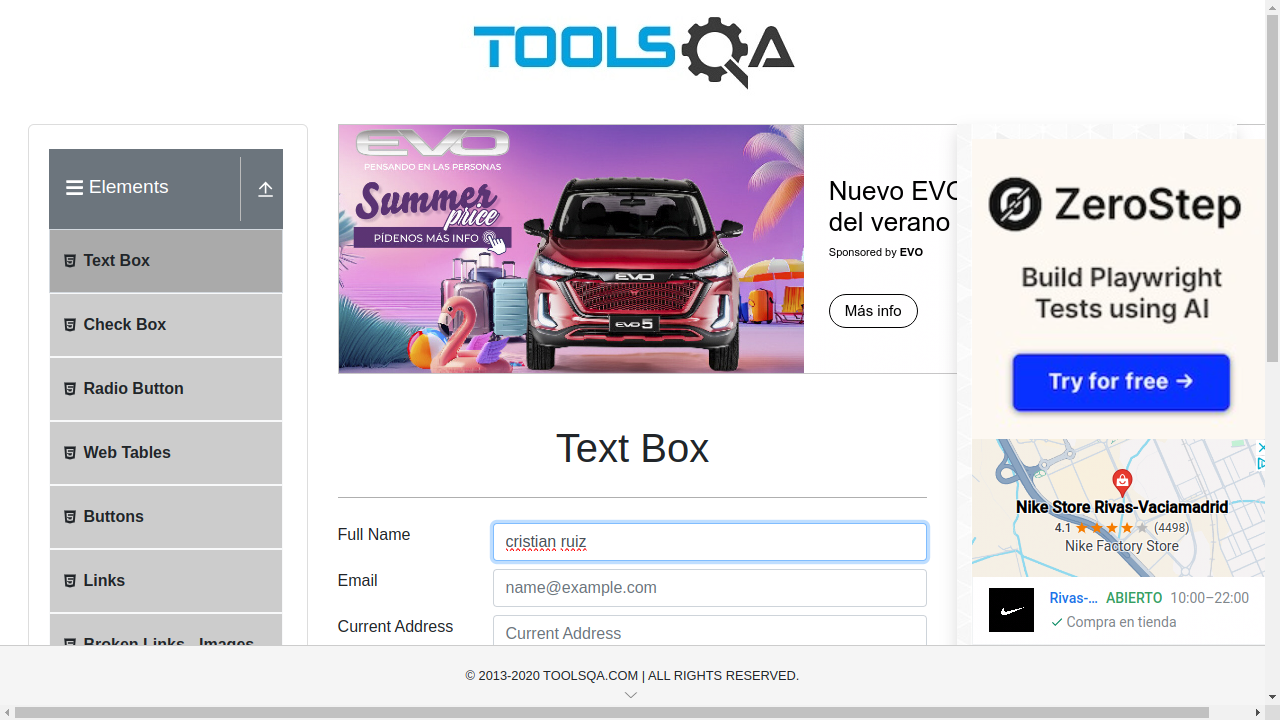 TOOLSQA
Elements
Text Box
Check Box
Radio Button
Web Tables
Buttons
Links
Broken Links - Images
EVO
PENSANDO EN LAS PERSONAS
Summer
price
PÍDENOS MÁS INFO
EVO
EVO 5
Nuevo EVO
del verano
Sponsored by EVO
Más info
Text Box
Full Name
cristian ruiz
Email
name@example.com
Current Address
Current Address
ZeroStep
Build Playwright
Tests using AI
Try for free →
Nike Store Rivas-Vaciamadrid
4.1 ★★★★★ (4498)
Nike Factory Store
Rivas-... ABIERTO 10:00–22:00
✓ Compra en tienda
© 2013-2020 TOOLSQA.COM | ALL RIGHTS RESERVED.